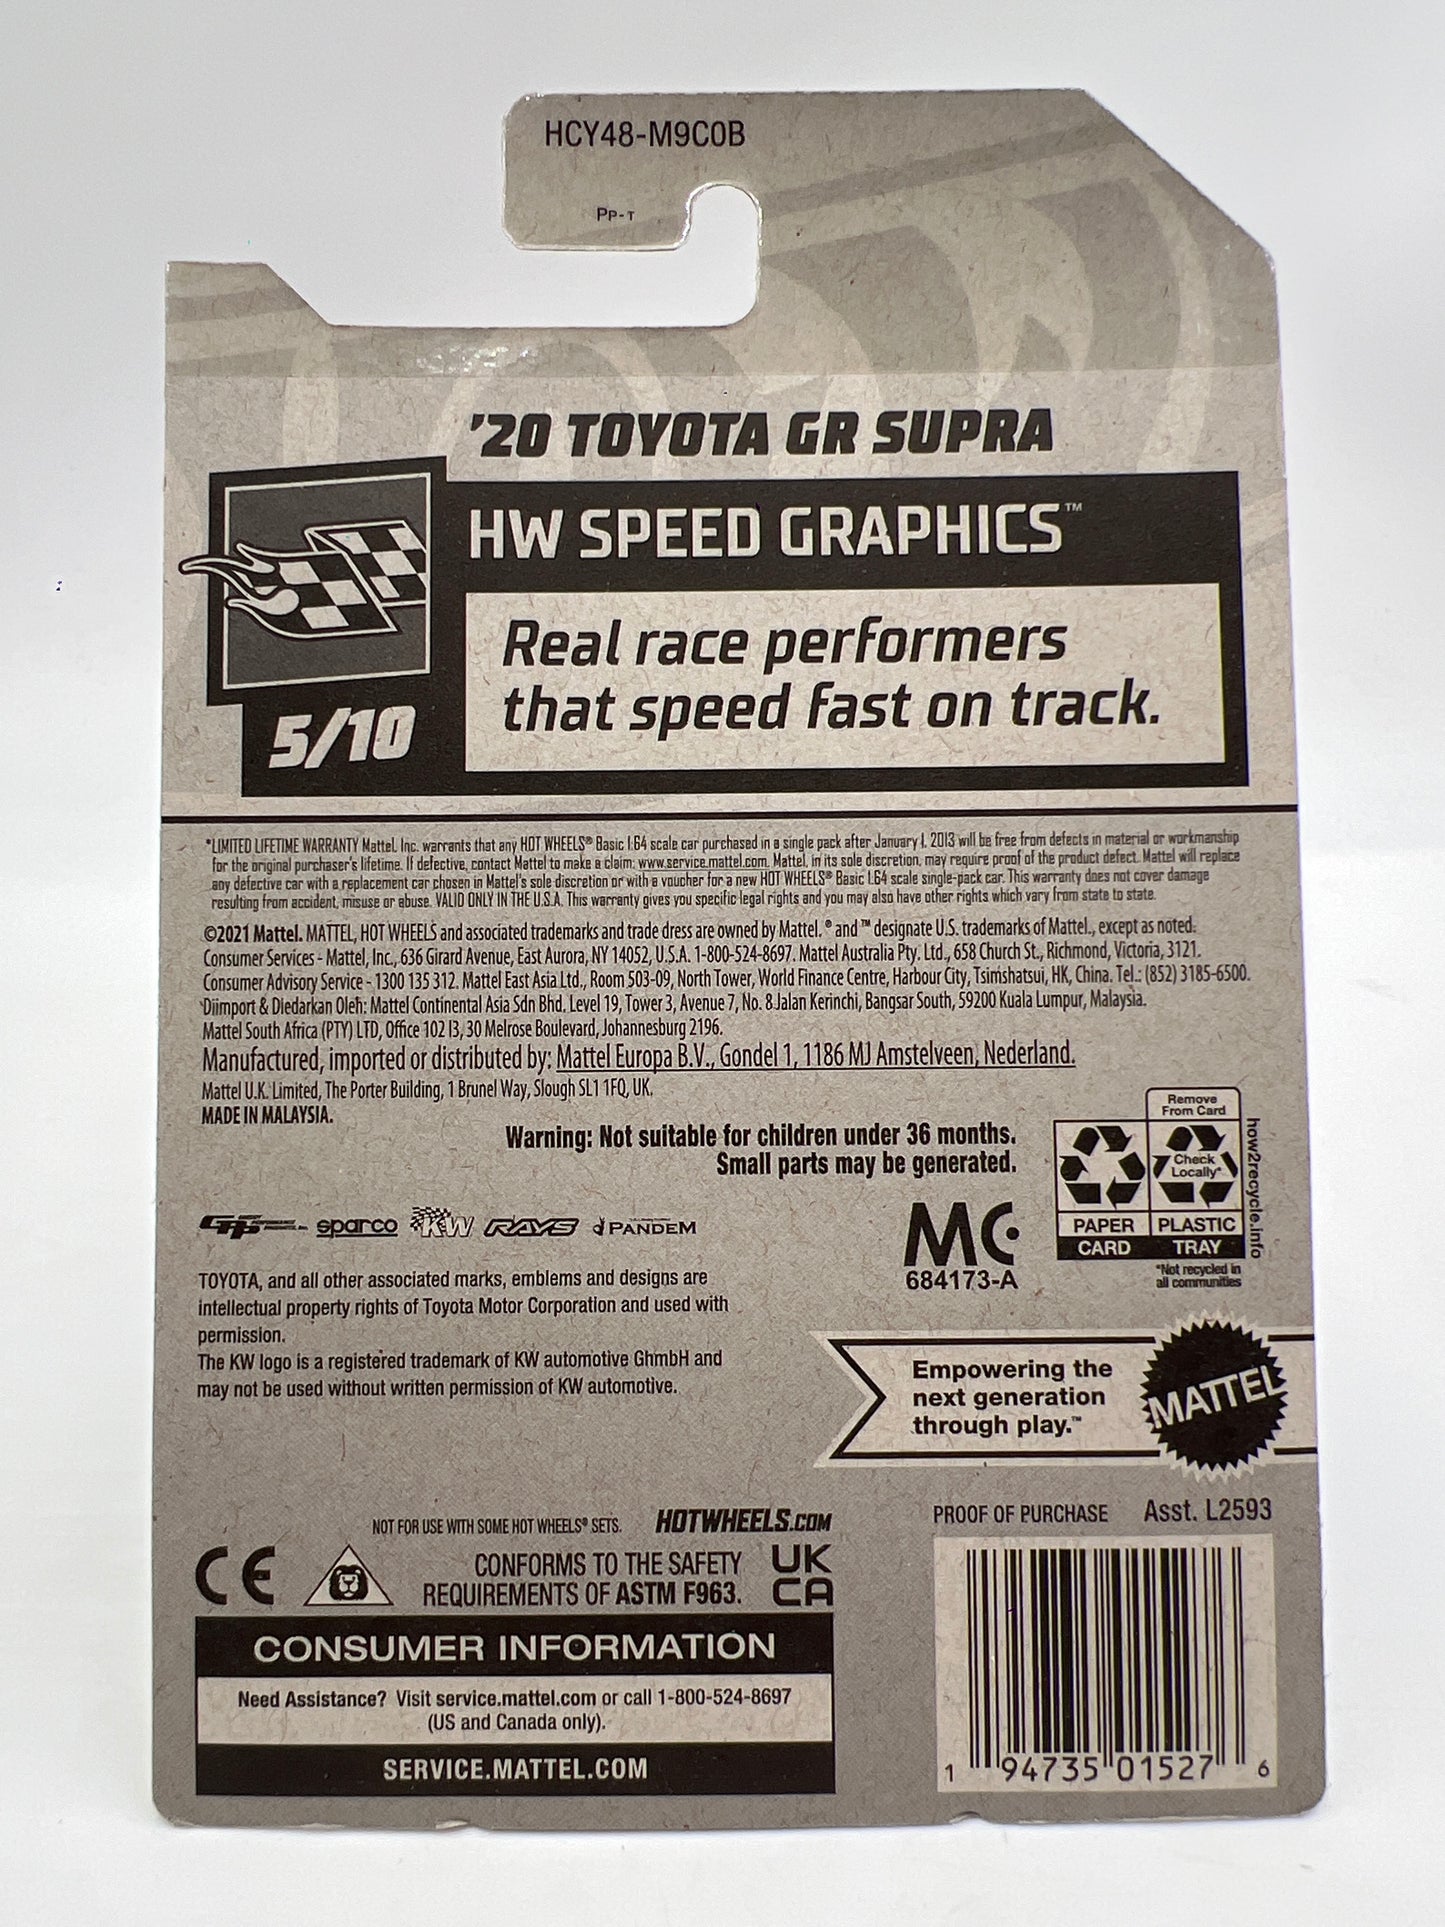 HCY48-M9C0B
PP-T
'20 TOYOTA GR SUPRA
HW SPEED GRAPHICS™
Real race performers
that speed fast on track.
5/10
*LIMITED LIFETIME WARRANTY Mattel, Inc. warrants that any HOT WHEELS® Basic 1:64 scale car purchased in a single pack after January 1, 2013 will be free from defects in material or workmanship
for the original purchaser's lifetime. If defective, contact Mattel to make a claim: www.service.mattel.com. Mattel, in its sole discretion, may require proof of the product defect. Mattel will replace
any defective car with a replacement car chosen in Mattel's sole discretion or with a voucher for a new HOT WHEELS® Basic 1:64 scale single-pack car. This warranty does not cover damage
resulting from accident, misuse or abuse. VALID ONLY IN THE U.S.A. This warranty gives you specific legal rights and you may also have other rights which vary from state to state.
©2021 Mattel. MATTEL, HOT WHEELS and associated trademarks and trade dress are owned by Mattel. ® and ™ designate U.S. trademarks of Mattel., except as noted.
Consumer Services - Mattel, Inc., 636 Girard Avenue, East Aurora, NY 14052, U.S.A. 1-800-524-8697. Mattel Australia Pty. Ltd., 658 Church St., Richmond, Victoria, 3121.
Consumer Advisory Service - 1300 135 312. Mattel East Asia Ltd., Room 503-09, North Tower, World Finance Centre, Harbour City, Tsimshatsui, HK, China. Tel.: (852) 3185-6500.
Diimport & Diedarkan Oleh: Mattel Continental Asia Sdn Bhd. Level 19, Tower 3, Avenue 7, No. 8 Jalan Kerinchi, Bangsar South, 59200 Kuala Lumpur, Malaysia.
Mattel South Africa (PTY) LTD, Office 102 I3, 30 Melrose Boulevard, Johannesburg 2196.
Manufactured, imported or distributed by: Mattel Europa B.V., Gondel 1, 1186 MJ Amstelveen, Nederland.
Mattel U.K. Limited, The Porter Building, 1 Brunel Way, Slough SL1 1FQ, UK.
MADE IN MALAYSIA.
Warning: Not suitable for children under 36 months.
Small parts may be generated.
Remove
From Card
Check
Locally*
PAPER PLASTIC
CARD TRAY
*Not recycled in
all communities
how2recycle.info
sparco KW RAYS PANDEM
MC
684173-A
TOYOTA, and all other associated marks, emblems and designs are
intellectual property rights of Toyota Motor Corporation and used with
permission.
The KW logo is a registered trademark of KW automotive GhmbH and
may not be used without written permission of KW automotive.
Empowering the
next generation
through play.™
MATTEL
NOT FOR USE WITH SOME HOT WHEELS® SETS. HOTWHEELS.COM
CE
CONFORMS TO THE SAFETY
REQUIREMENTS OF ASTM F963.
UK
CA
CONSUMER INFORMATION
Need Assistance? Visit service.mattel.com or call 1-800-524-8697
(US and Canada only).
SERVICE.MATTEL.COM
PROOF OF PURCHASE Asst. L2593
1 94735 01527 6